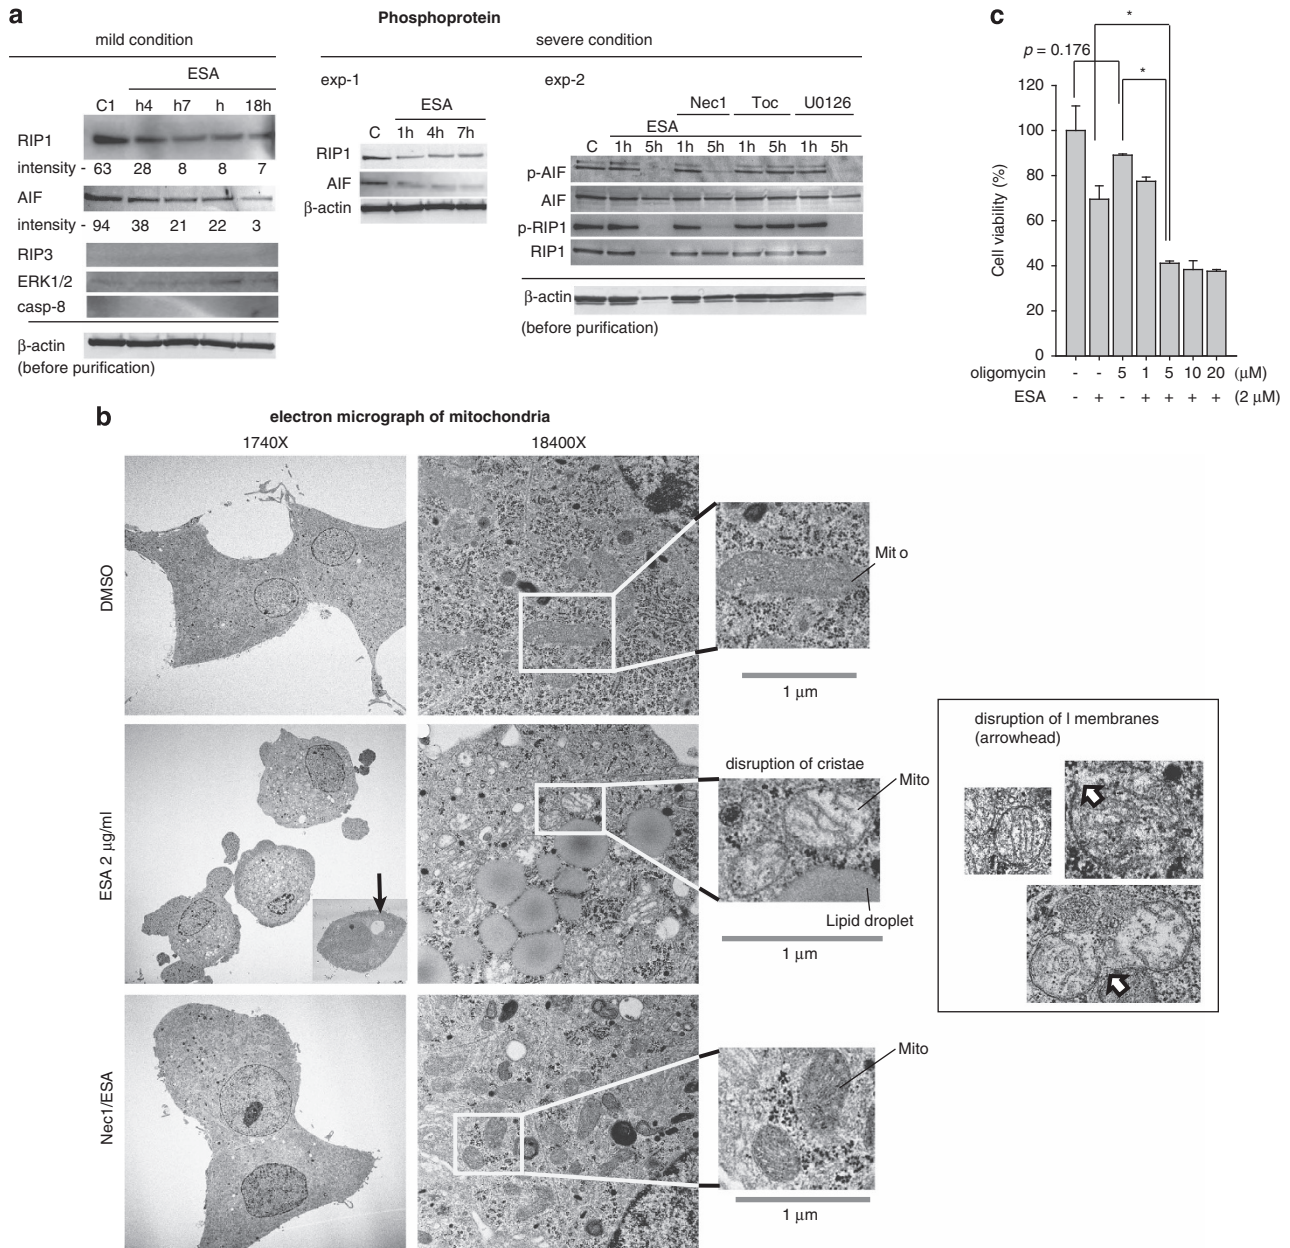 a
Phosphoprotein
mild condition
severe condition
ESA
C1 h4 h7 h 18h
RIP1
intensity - 63 28 8 8 7
AIF
intensity - 94 38 21 22 3
RIP3
ERK1/2
casp-8
β-actin
(before purification)
exp-1
ESA
C 1h 4h 7h
RIP1
AIF
β-actin
exp-2
Nec1 Toc U0126
ESA
C 1h 5h 1h 5h 1h 5h 1h 5h
p-AIF
AIF
p-RIP1
RIP1
β-actin
(before purification)
c
*
p = 0.176
*
120
100
80
60
40
20
0
Cell viability (%)
oligomycin - - 5 1 5 10 20 (μM)
ESA - + - + + + + (2 μM)
b
electron micrograph of mitochondria
1740X 18400X
DMSO
Mit o
1 μm
ESA 2 μg/ml
disruption of cristae
Mito
Lipid droplet
1 μm
disruption of l membranes
(arrowhead)
Nec1/ESA
Mito
1 μm